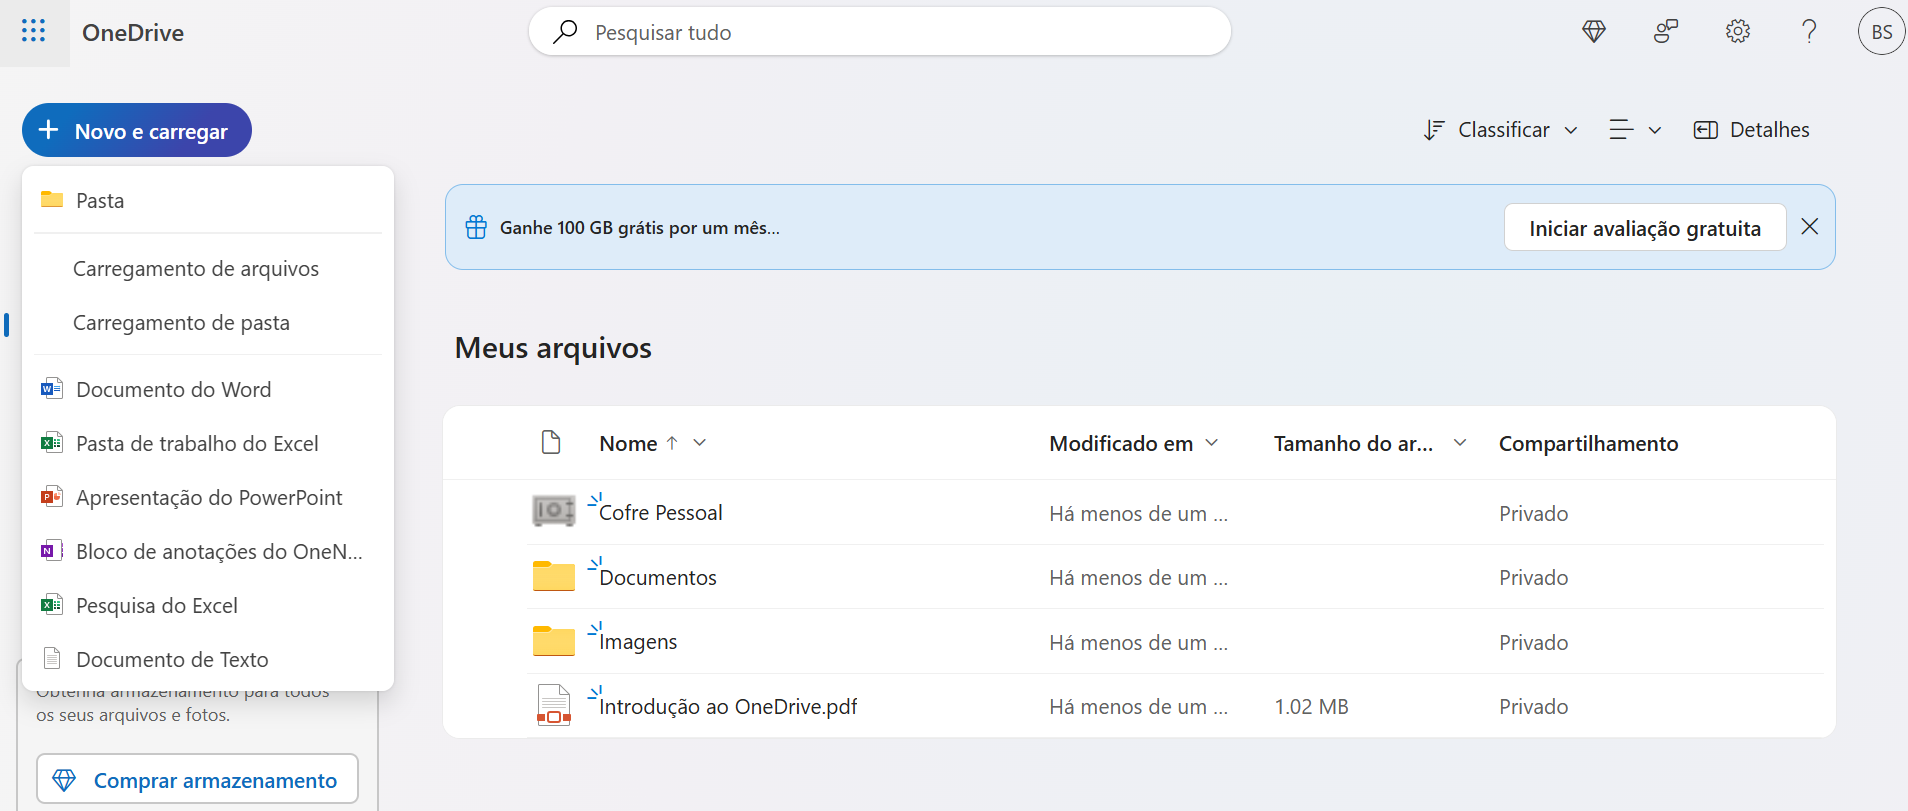 OneDrive
Pesquisar tudo
BS
Novo e carregar
Classificar
Detalhes
Pasta
Carregamento de arquivos
Carregamento de pasta
Documento do Word
Pasta de trabalho do Excel
Apresentação do PowerPoint
Bloco de anotações do OneN...
Pesquisa do Excel
Documento de Texto
Obtenha armazenamento para todos
os seus arquivos e fotos.
Comprar armazenamento
Ganhe 100 GB grátis por um mês...
Iniciar avaliação gratuita
Meus arquivos
Nome Modificado em Tamanho do ar... Compartilhamento
Cofre Pessoal Há menos de um ... Privado
Documentos Há menos de um ... Privado
Imagens Há menos de um ... Privado
Introdução ao OneDrive.pdf Há menos de um ... 1.02 MB Privado